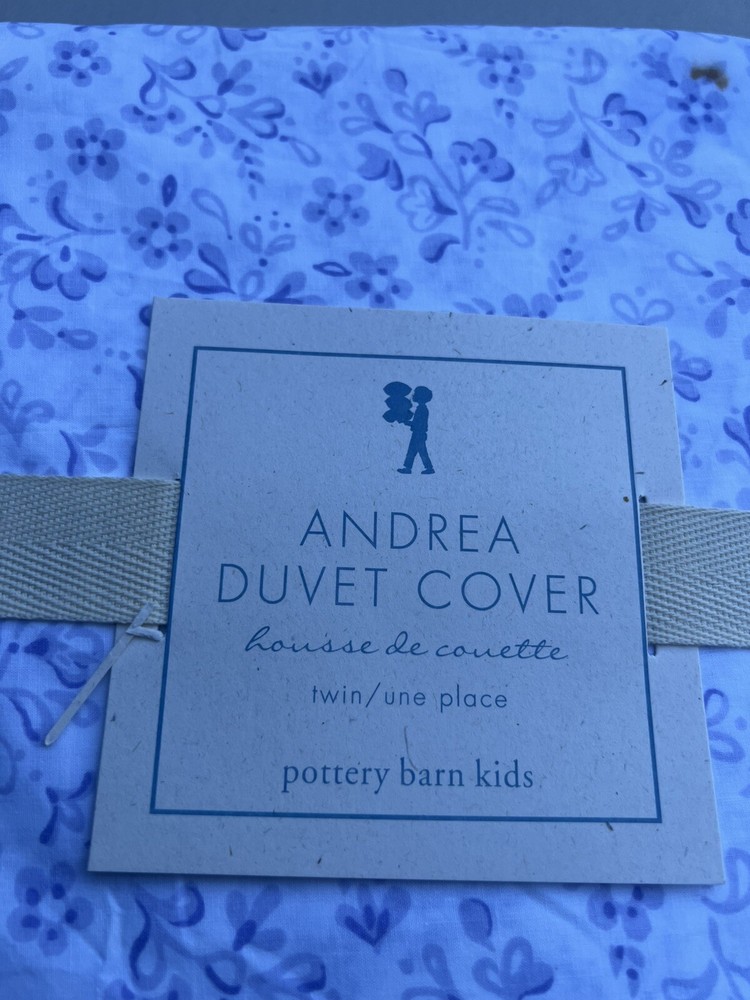 ANDREA
DUVET COVER
housse de couette
twin/une place
pottery barn kids